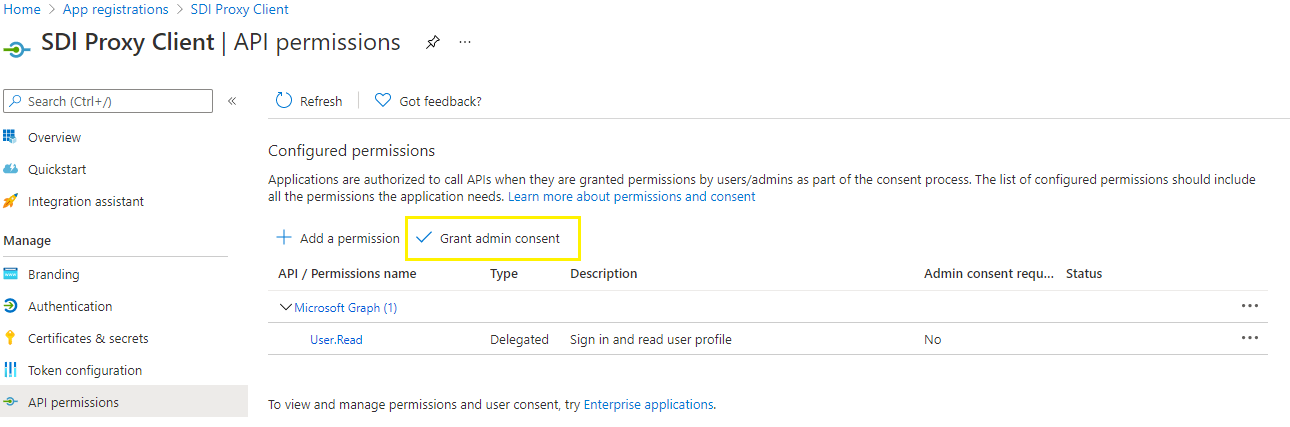 Home > App registrations > SDI Proxy Client
SDI Proxy Client | API permissions ...
Search (Ctrl+/) «
Refresh Got feedback?
Overview
Quickstart
Integration assistant
Manage
Branding
Authentication
Certificates & secrets
Token configuration
API permissions
Configured permissions
Applications are authorized to call APIs when they are granted permissions by users/admins as part of the consent process. The list of configured permissions should include
all the permissions the application needs. Learn more about permissions and consent
+ Add a permission ✓ Grant admin consent
API / Permissions name Type Description Admin consent requ... Status
Microsoft Graph (1) ...
User.Read Delegated Sign in and read user profile No ...
To view and manage permissions and user consent, try Enterprise applications.